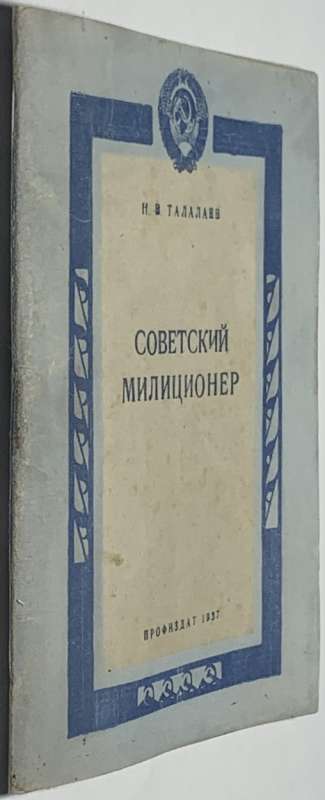 Н. В. ТАЛАЛАЕВ
СОВЕТСКИЙ
МИЛИЦИОНЕР
ПРОФИЗДАТ 1937